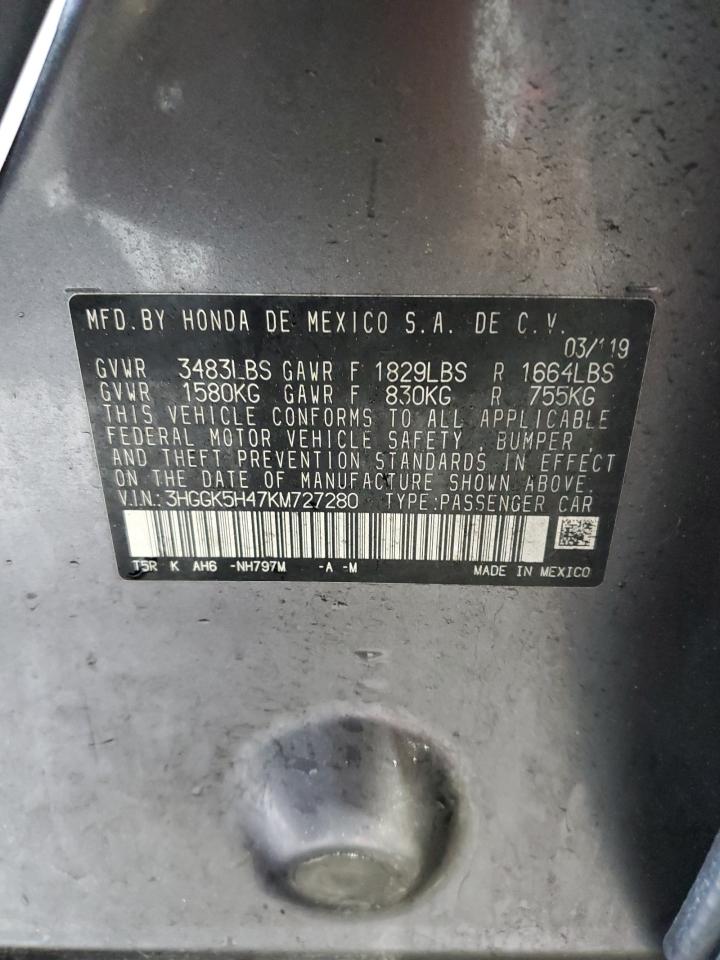 MFD.BY HONDA DE MEXICO S.A. DE C.V.
03/19
GVWR 3483LBS GAWR F 1829LBS R 1664LBS
GVWR 1580KG GAWR F 830KG R 755KG
THIS VEHICLE CONFORMS TO ALL APPLICABLE
FEDERAL MOTOR VEHICLE SAFETY , BUMPER ,
AND THEFT PREVENTION STANDARDS IN EFFECT
ON THE DATE OF MANUFACTURE SHOWN ABOVE.
V.I.N.: 3HGGK5H47KM727280 TYPE:PASSENGER CAR
T5R K AH6 -NH797M -A -M MADE IN MEXICO